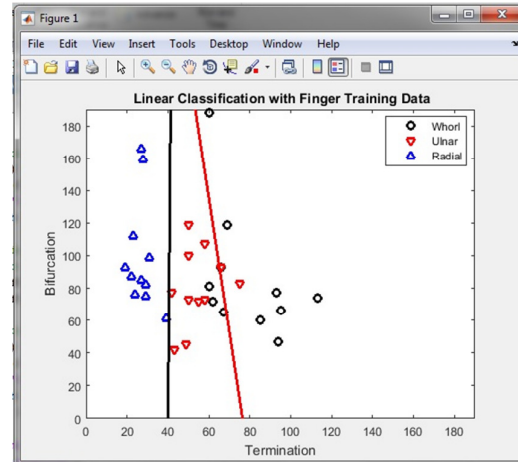 Figure 1
File Edit View Insert Tools Desktop Window Help
Linear Classification with Finger Training Data
Whorl
Ulnar
Radial
180
160
140
120
100
80
60
40
20
0
Bifurcation
0 20 40 60 80 100 120 140 160 180
Termination